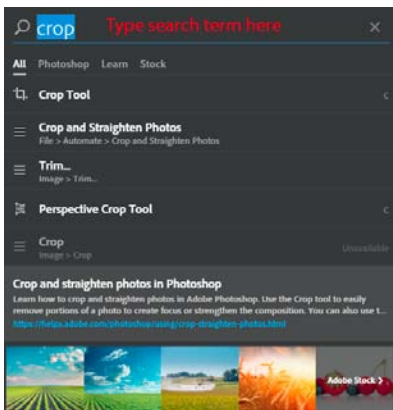 crop Type search term here
All Photoshop Learn Stock
Crop Tool C
Crop and Straighten Photos
File > Automate > Crop and Straighten Photos
Trim...
Image > Trim...
Perspective Crop Tool C
Crop
Image > Crop
Unavailable
Crop and straighten photos in Photoshop
Learn how to crop and straighten photos in Adobe Photoshop. Use the Crop tool to easily
remove portions of a photo to create focus or strengthen the composition. You can also use t...
https://helpx.adobe.com/photoshop/using/crop-straighten-photos.html
Adobe Stock >